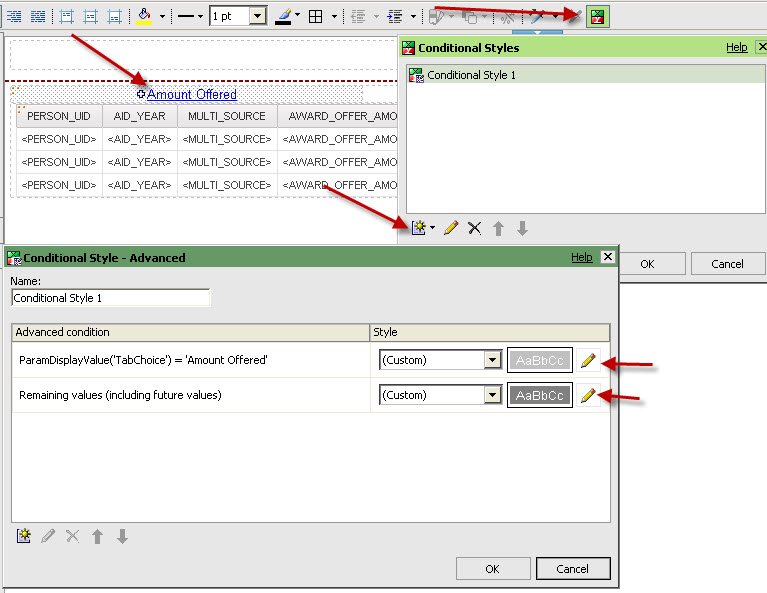 1 pt
Conditional Styles Help
Conditional Style 1
Amount Offered
PERSON_UID AID_YEAR MULTI_SOURCE AWARD_OFFER_AMO
<PERSON_UID> <AID_YEAR> <MULTI_SOURCE> <AWARD_OFFER_AMO
<PERSON_UID> <AID_YEAR> <MULTI_SOURCE> <AWARD_OFFER_AMO
<PERSON_UID> <AID_YEAR> <MULTI_SOURCE> <AWARD_OFFER_AMO
OK Cancel
Conditional Style - Advanced Help
Name:
Conditional Style 1
Advanced condition Style
ParamDisplayValue('TabChoice') = 'Amount Offered' (Custom) AaBbCc
Remaining values (including future values) (Custom) AaBbCc
OK Cancel